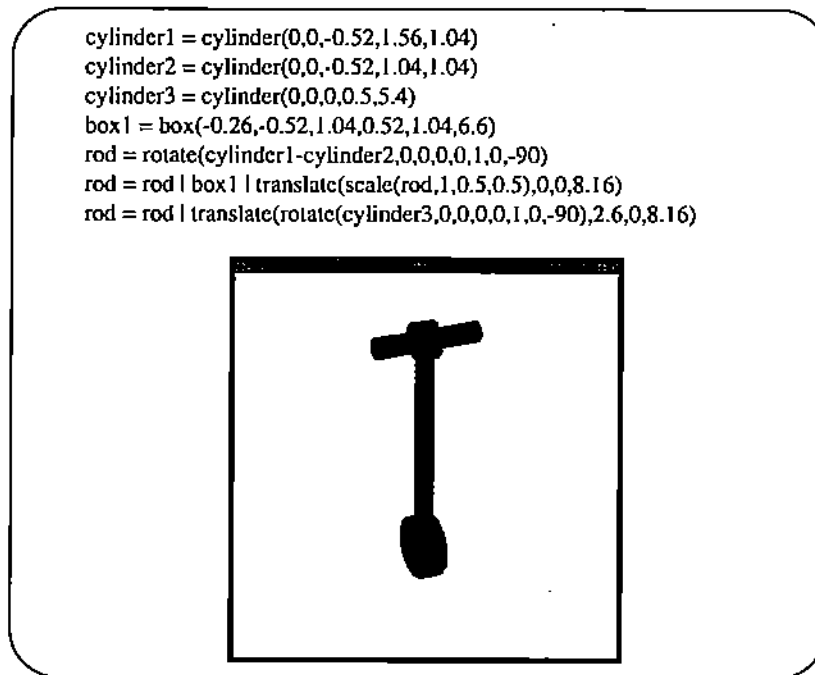 cylinder1 = cylinder(0,0,-0.52,1.56,1.04)
cylinder2 = cylinder(0,0,-0.52,1.04,1.04)
cylinder3 = cylinder(0,0,0,0.5,5.4)
box1 = box(-0.26,-0.52,1.04,0.52,1.04,6.6)
rod = rotate(cylinder1-cylinder2,0,0,0,0,1,0,-90)
rod = rod | box1 | translate(scale(rod,1,0.5,0.5),0,0,8.16)
rod = rod | translate(rotate(cylinder3,0,0,0,0,1,0,-90),2.6,0,8.16)